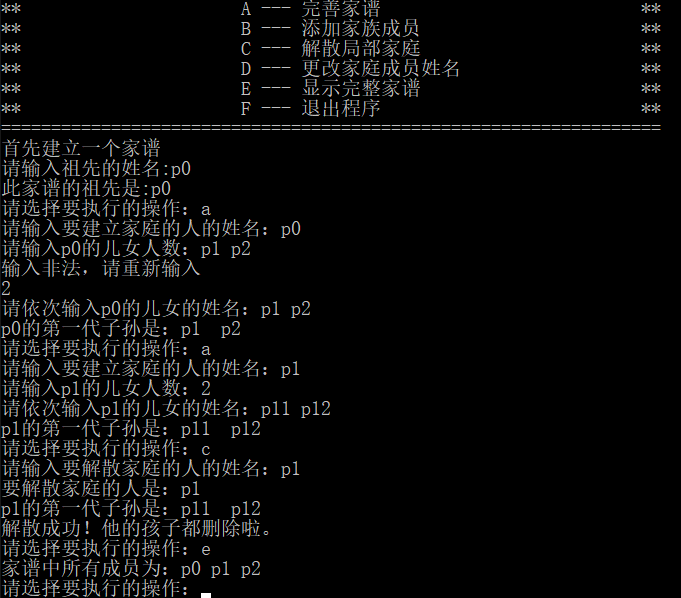 ** A --- 完善家谱 **
** B --- 添加家族成员 **
** C --- 解散局部家庭 **
** D --- 更改家庭成员姓名 **
** E --- 显示完整家谱 **
** F --- 退出程序 **
==================================================================
首先建立一个家谱
请输入祖先的姓名:p0
此家谱的祖先是:p0
请选择要执行的操作：a
请输入要建立家庭的人的姓名：p0
请输入p0的儿女人数：p1 p2
输入非法，请重新输入
2
请依次输入p0的儿女的姓名：p1 p2
p0的第一代子孙是：p1  p2
请选择要执行的操作：a
请输入要建立家庭的人的姓名：p1
请输入p1的儿女人数：2
请依次输入p1的儿女的姓名：p11 p12
p1的第一代子孙是：p11  p12
请选择要执行的操作：c
请输入要解散家庭的人的姓名：p1
要解散家庭的人是：p1
p1的第一代子孙是：p11  p12
解散成功！他的孩子都删除啦。
请选择要执行的操作：e
家谱中所有成员为：p0 p1 p2
请选择要执行的操作：